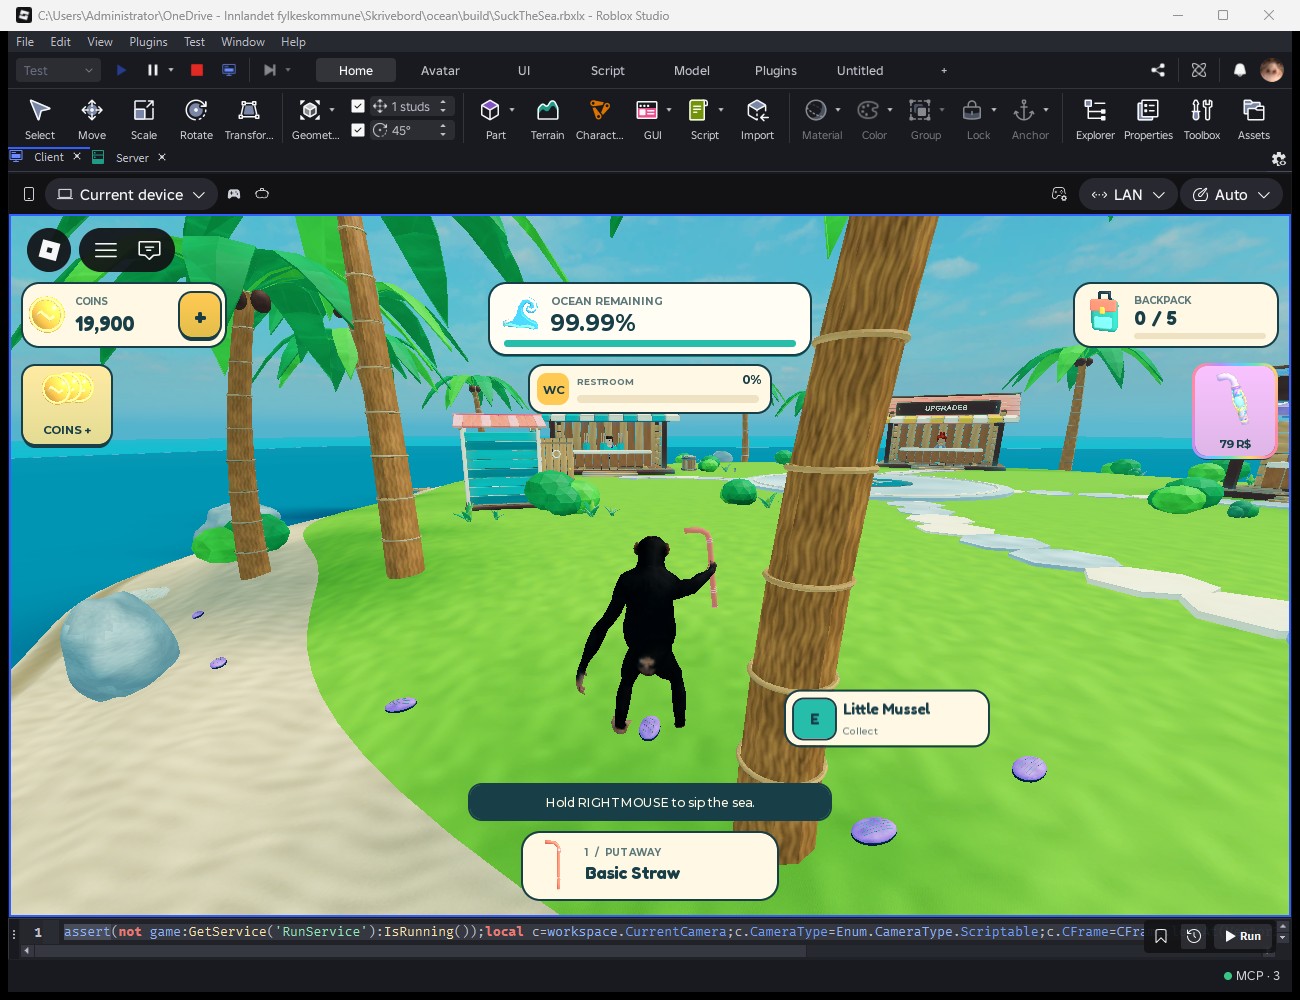 C:\Users\Administrator\OneDrive - Innlandet fylkeskommune\Skrivebord\ocean\build\SuckTheSea.rbxlx - Roblox Studio
File Edit View Plugins Test Window Help
Test Home Avatar UI Script Model Plugins Untitled +
1 studs
45°
Select Move Scale Rotate Transfor... Geomet... Part Terrain Charact... GUI Script Import Material Color Group Lock Anchor Explorer Properties Toolbox Assets
Client Server
Current device LAN Auto
COINS
19,900
+
COINS +
OCEAN REMAINING
99.99%
WC RESTROOM 0%
BACKPACK
0 / 5
79 R$
UPGRADES
E
Little Mussel
Collect
Hold RIGHTMOUSE to sip the sea.
1 / PUT AWAY
Basic Straw
1 assert(not game:GetService('RunService'):IsRunning());local c=workspace.CurrentCamera;c.CameraType=Enum.CameraType.Scriptable;c.CFrame=CFra
Run
MCP · 3